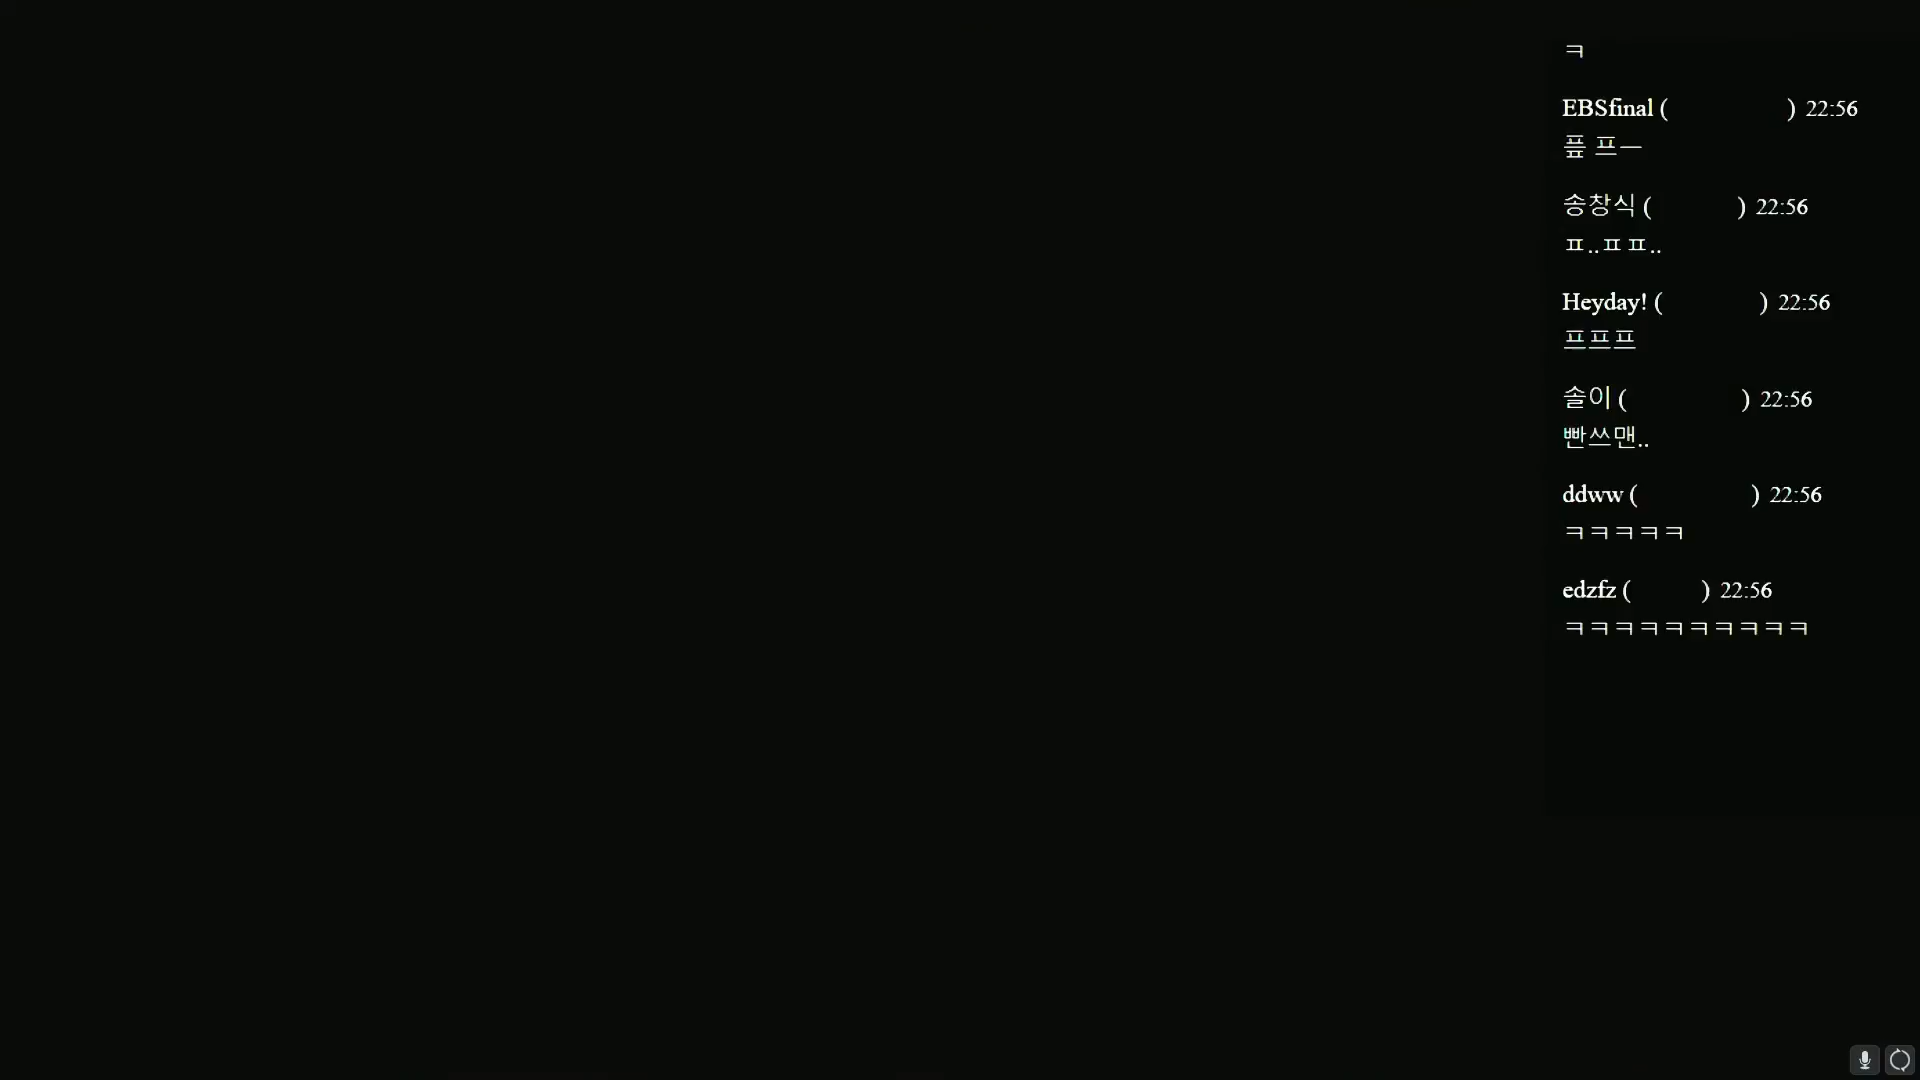 ㅋ
EBSfinal ( ) 22:56
픂 프ㅡ
송창식 ( ) 22:56
ㅍ..ㅍㅍ..
Heyday! ( ) 22:56
프프프
솔이 ( ) 22:56
빤쓰맨..
ddww ( ) 22:56
ㅋㅋㅋㅋㅋ
edzfz ( ) 22:56
ㅋㅋㅋㅋㅋㅋㅋㅋㅋㅋ